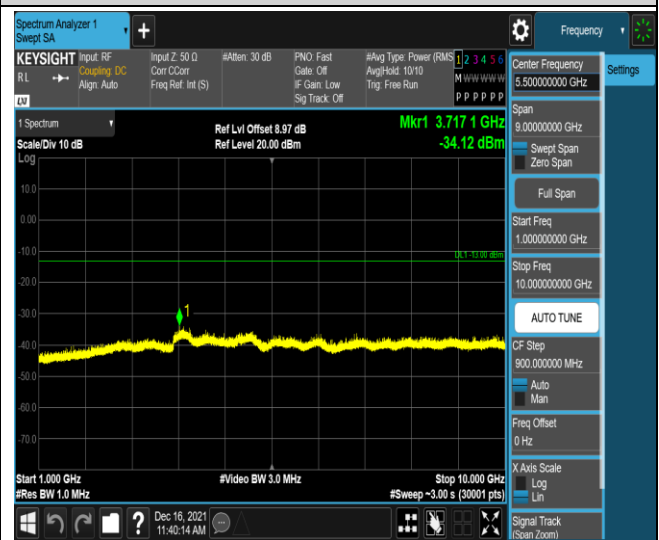 Spectrum Analyzer 1
Swept SA
+
Frequency
KEYSIGHT
RL
LXI
Input: RF
Coupling: DC
Align: Auto
Input Z: 50 Ω
Corr CCorr
Freq Ref: Int (S)
#Atten: 30 dB
PNO: Fast
Gate: Off
IF Gain: Low
Sig Track: Off
#Avg Type: Power (RMS
Avg|Hold: 10/10
Trig: Free Run
1 2 3 4 5 6
M W W W W W
P P P P P P
1 Spectrum
Scale/Div 10 dB
Log
Ref Lvl Offset 8.97 dB
Ref Level 20.00 dBm
Mkr1 3.717 1 GHz
-34.12 dBm
10.0
0.00
-10.0
DL1 -13.00 dBm
-20.0
-30.0
1
-40.0
-50.0
-60.0
-70.0
Start 1.000 GHz
#Res BW 1.0 MHz
#Video BW 3.0 MHz
Stop 10.000 GHz
#Sweep ~3.00 s (30001 pts)
?
Dec 16, 2021
11:40:14 AM
Center Frequency
5.500000000 GHz
Span
9.00000000 GHz
Swept Span
Zero Span
Full Span
Start Freq
1.000000000 GHz
Stop Freq
10.000000000 GHz
AUTO TUNE
CF Step
900.000000 MHz
Auto
Man
Freq Offset
0 Hz
X Axis Scale
Log
Lin
Signal Track
(Span Zoom)
Settings